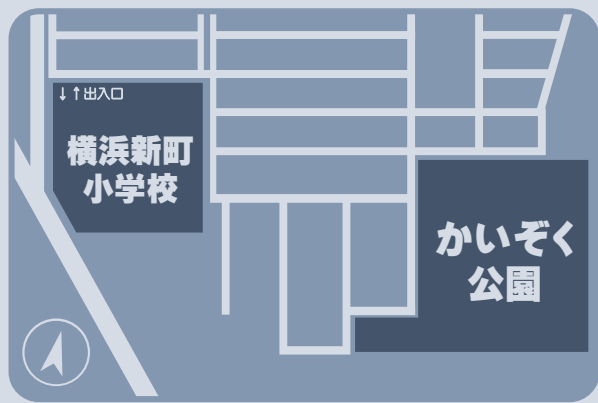 ↓↑出入口
横浜新町
小学校
かいぞく
公園